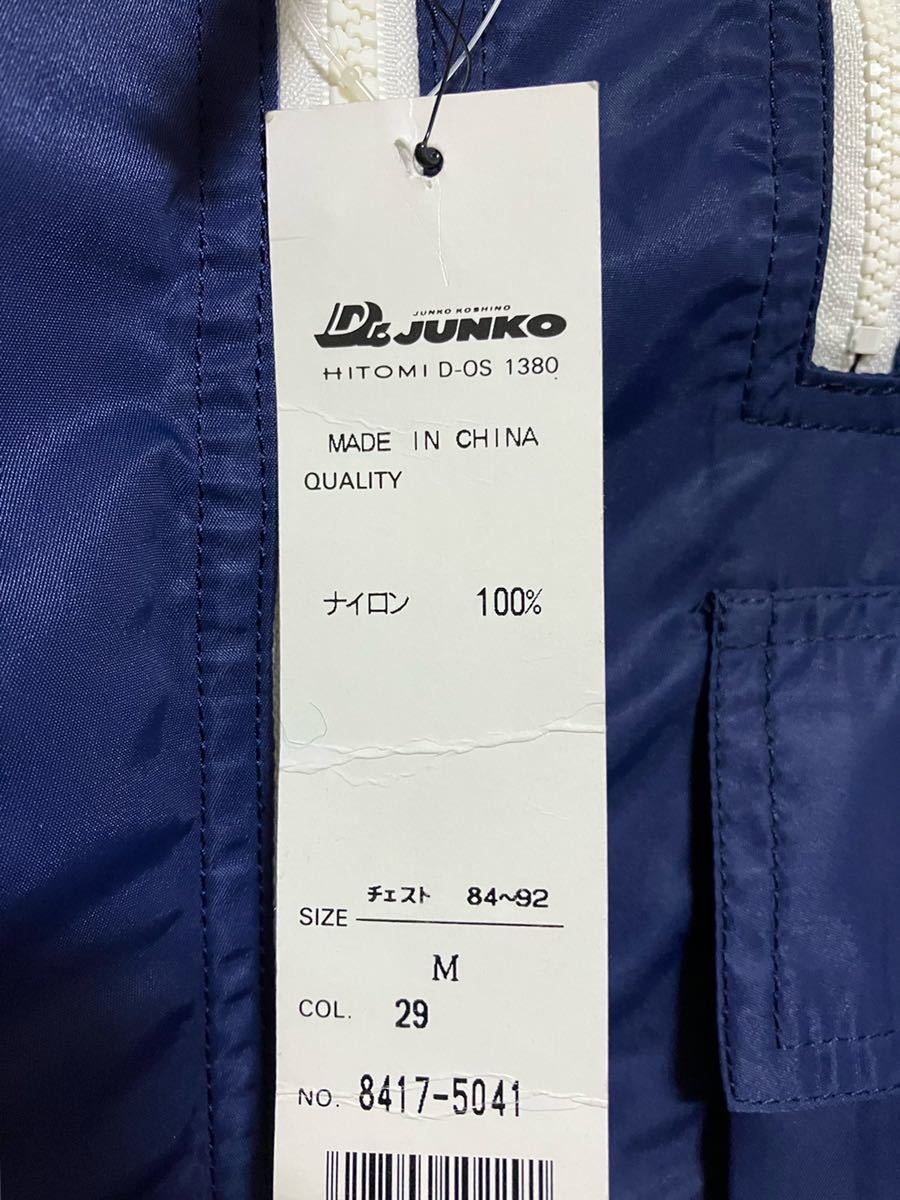 JUNKO KOSHINO
Dr. JUNKO
HITOMI D-OS 1380
MADE IN CHINA
QUALITY
ナイロン 100%
チェスト 84~92
SIZE
M
COL. 29
NO. 8417-5041